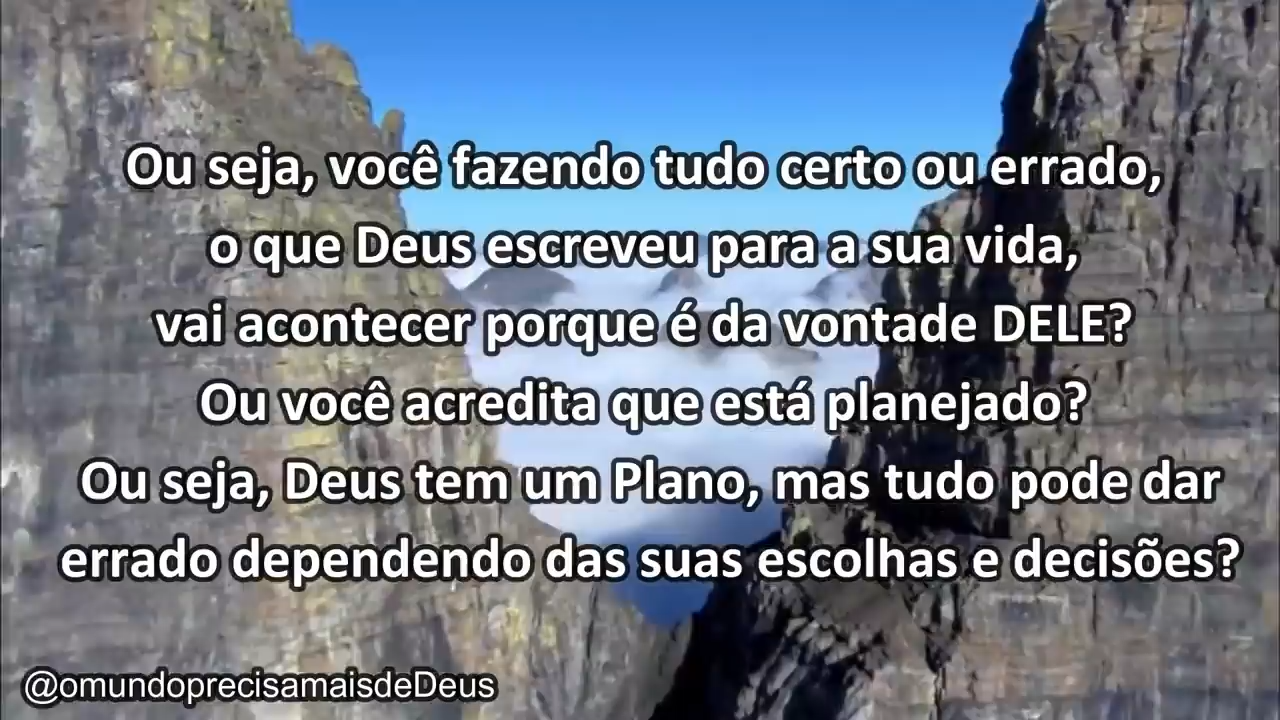 Ou seja, você fazendo tudo certo ou errado,
o que Deus escreveu para a sua vida,
vai acontecer porque é da vontade DELE?
Ou você acredita que está planejado?
Ou seja, Deus tem um Plano, mas tudo pode dar
errado dependendo das suas escolhas e decisões?
@omundoprecisamaisdeDeus